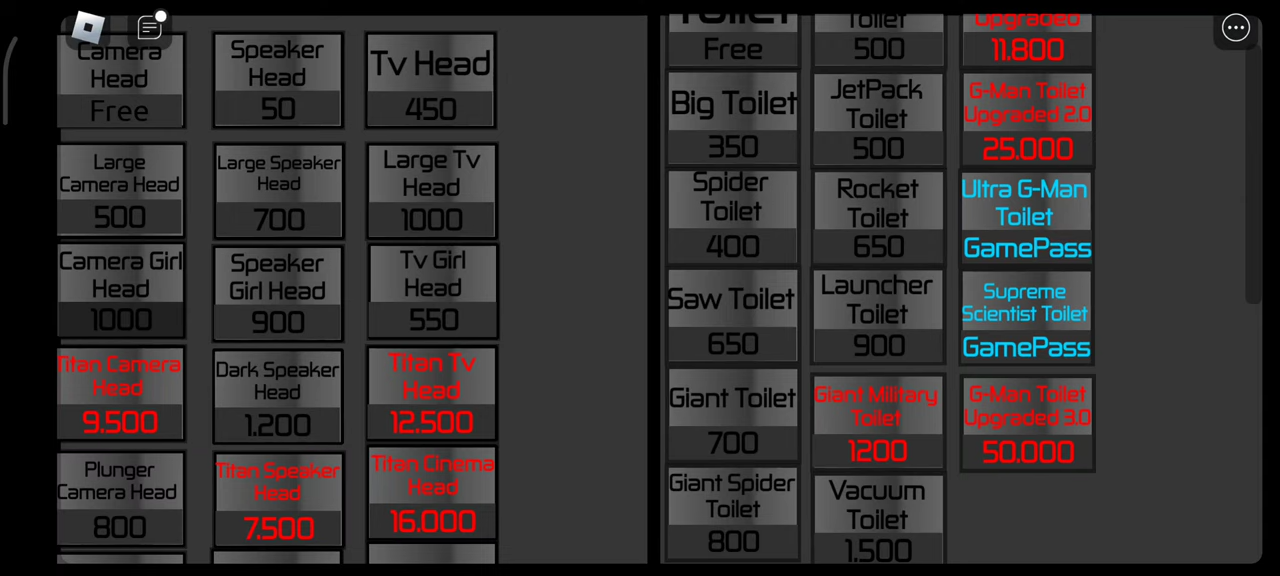 Camera
Head
Free
Speaker
Head
50
Tv Head
450
Large
Camera Head
500
Large Speaker
Head
700
Large Tv
Head
1000
Camera Girl
Head
1000
Speaker
Girl Head
900
Tv Girl
Head
550
Titan Camera
Head
9.500
Dark Speaker
Head
1.200
Titan Tv
Head
12.500
Plunger
Camera Head
800
Titan Speaker
Head
7.500
Titan Cinema
Head
16.000
Toilet
Free
Toilet
500
Upgraded
11.800
Big Toilet
350
JetPack
Toilet
500
G-Man Toliet
Upgraded 2.0
25.000
Spider
Toilet
400
Rocket
Toilet
650
Ultra G-Man
Toilet
GamePass
Saw Toilet
650
Launcher
Toilet
900
Supreme
Scientist Toilet
GamePass
Giant Toilet
700
Giant Military
Toilet
1200
G-Man Toilet
Upgraded 3.0
50.000
Giant Spider
Toilet
800
Vacuum
Toilet
1.500